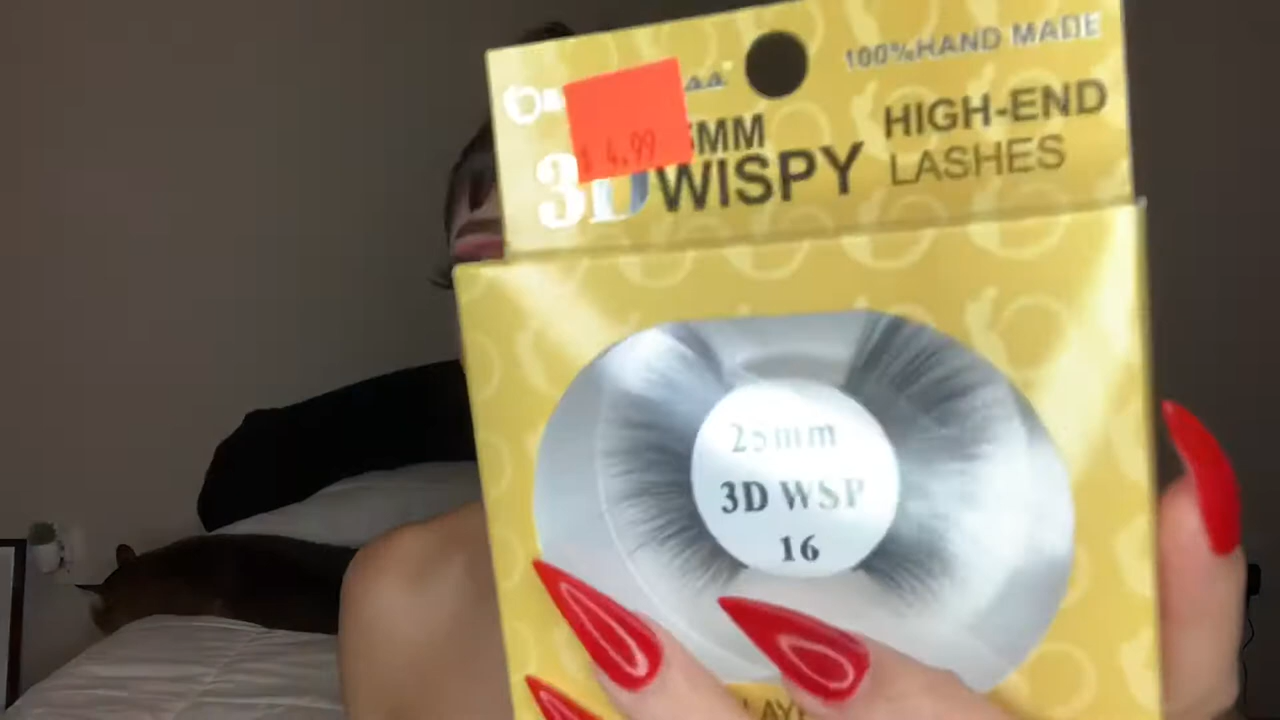 100%HAND MADE
$ 4.99
5MM
HIGH-END
3D WISPY
LASHES
25mm
3D WSP
16